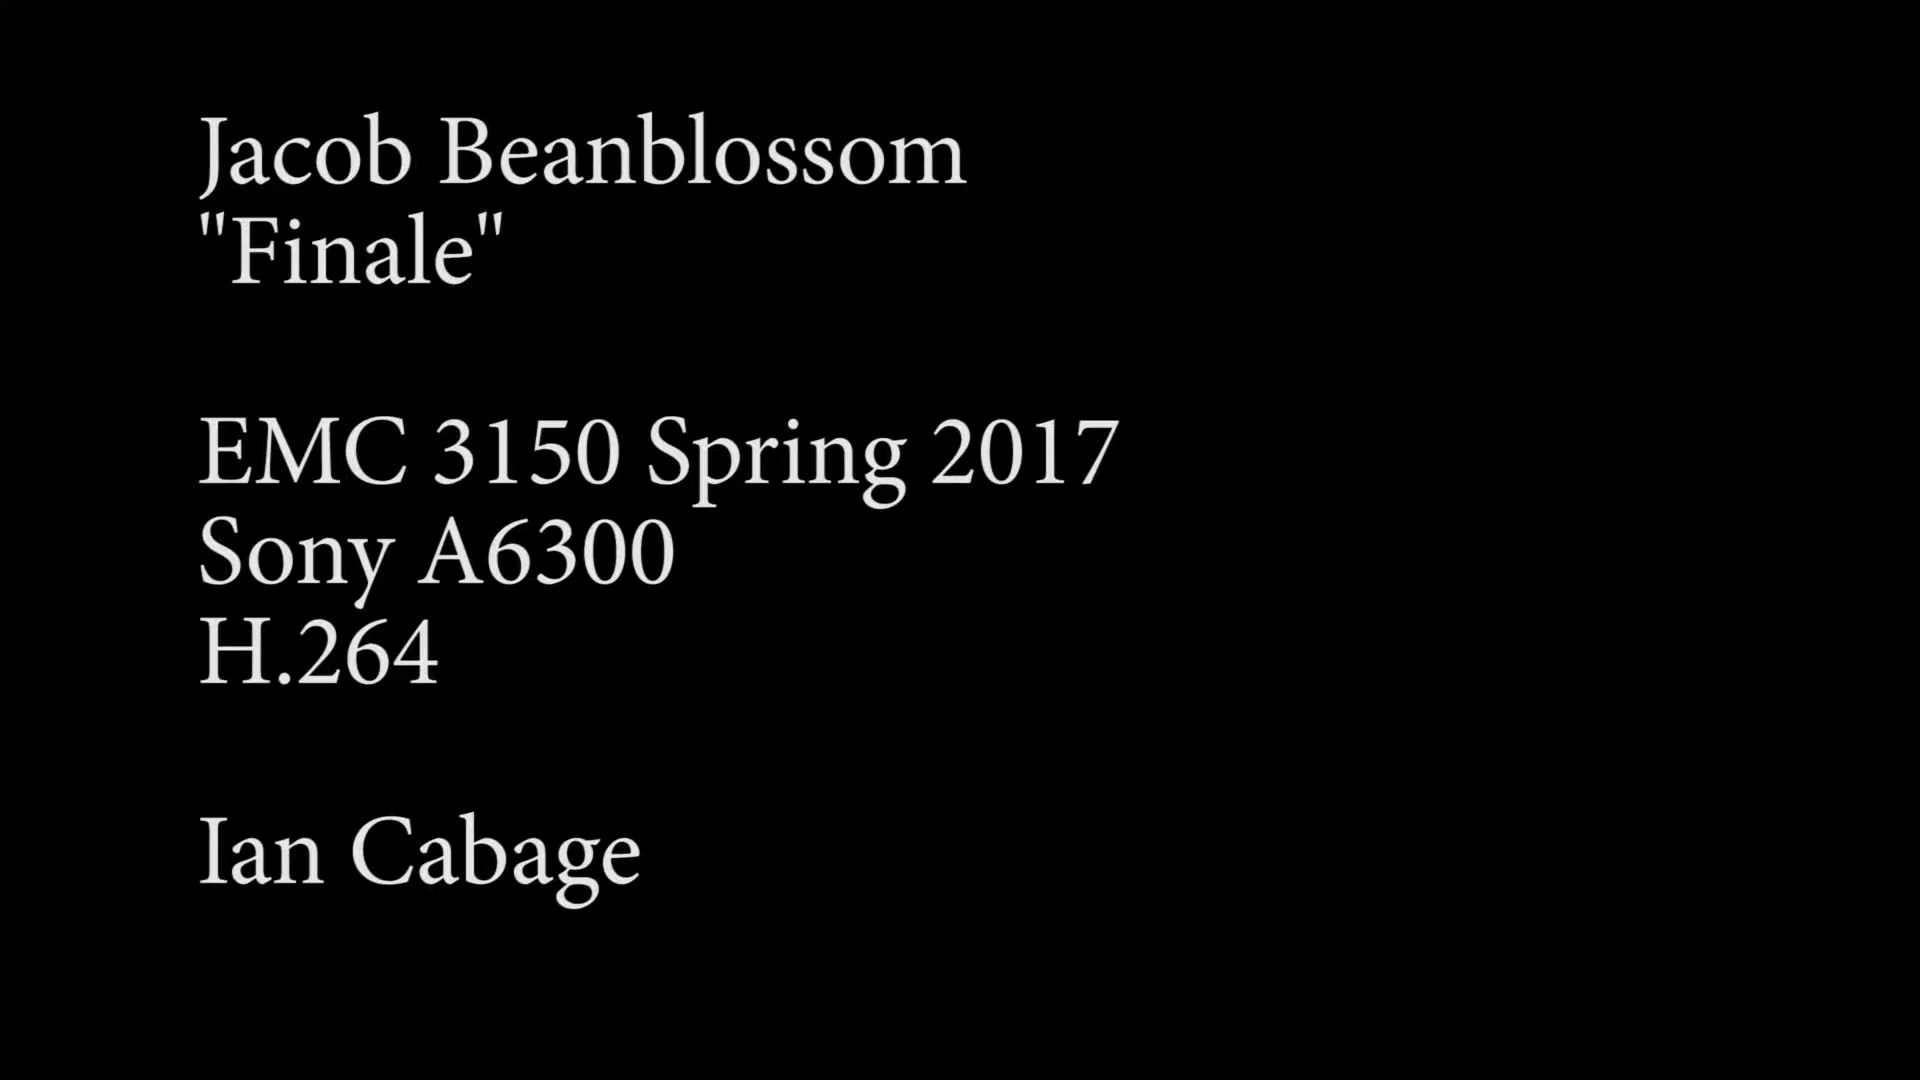 Jacob Beanblossom
"Finale"
EMC 3150 Spring 2017
Sony A6300
H.264
Ian Cabage